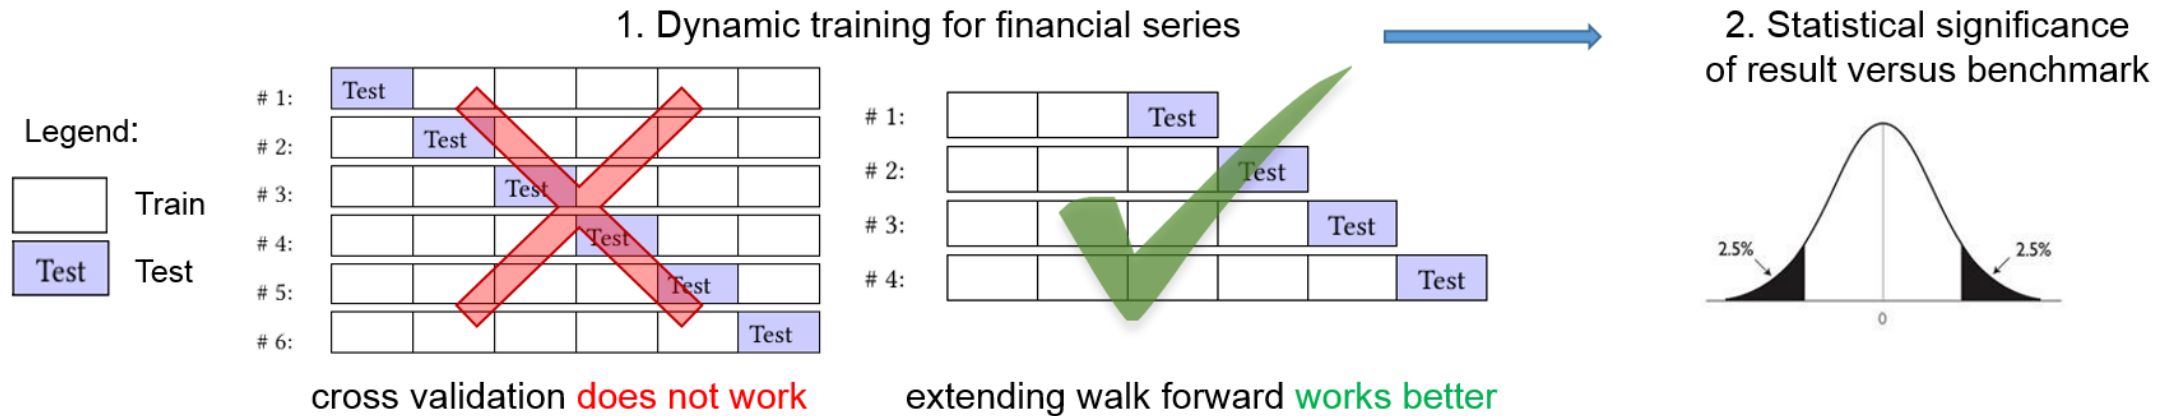 1. Dynamic training for financial series
2. Statistical significance
of result versus benchmark
Legend:
Train
Test Test
# 1: Test
# 2: Test
# 3: Test
# 4: Test
# 5: Test
# 6: Test
cross validation does not work
# 1: Test
# 2: Test
# 3: Test
# 4: Test
extending walk forward works better
2.5% 2.5%
0